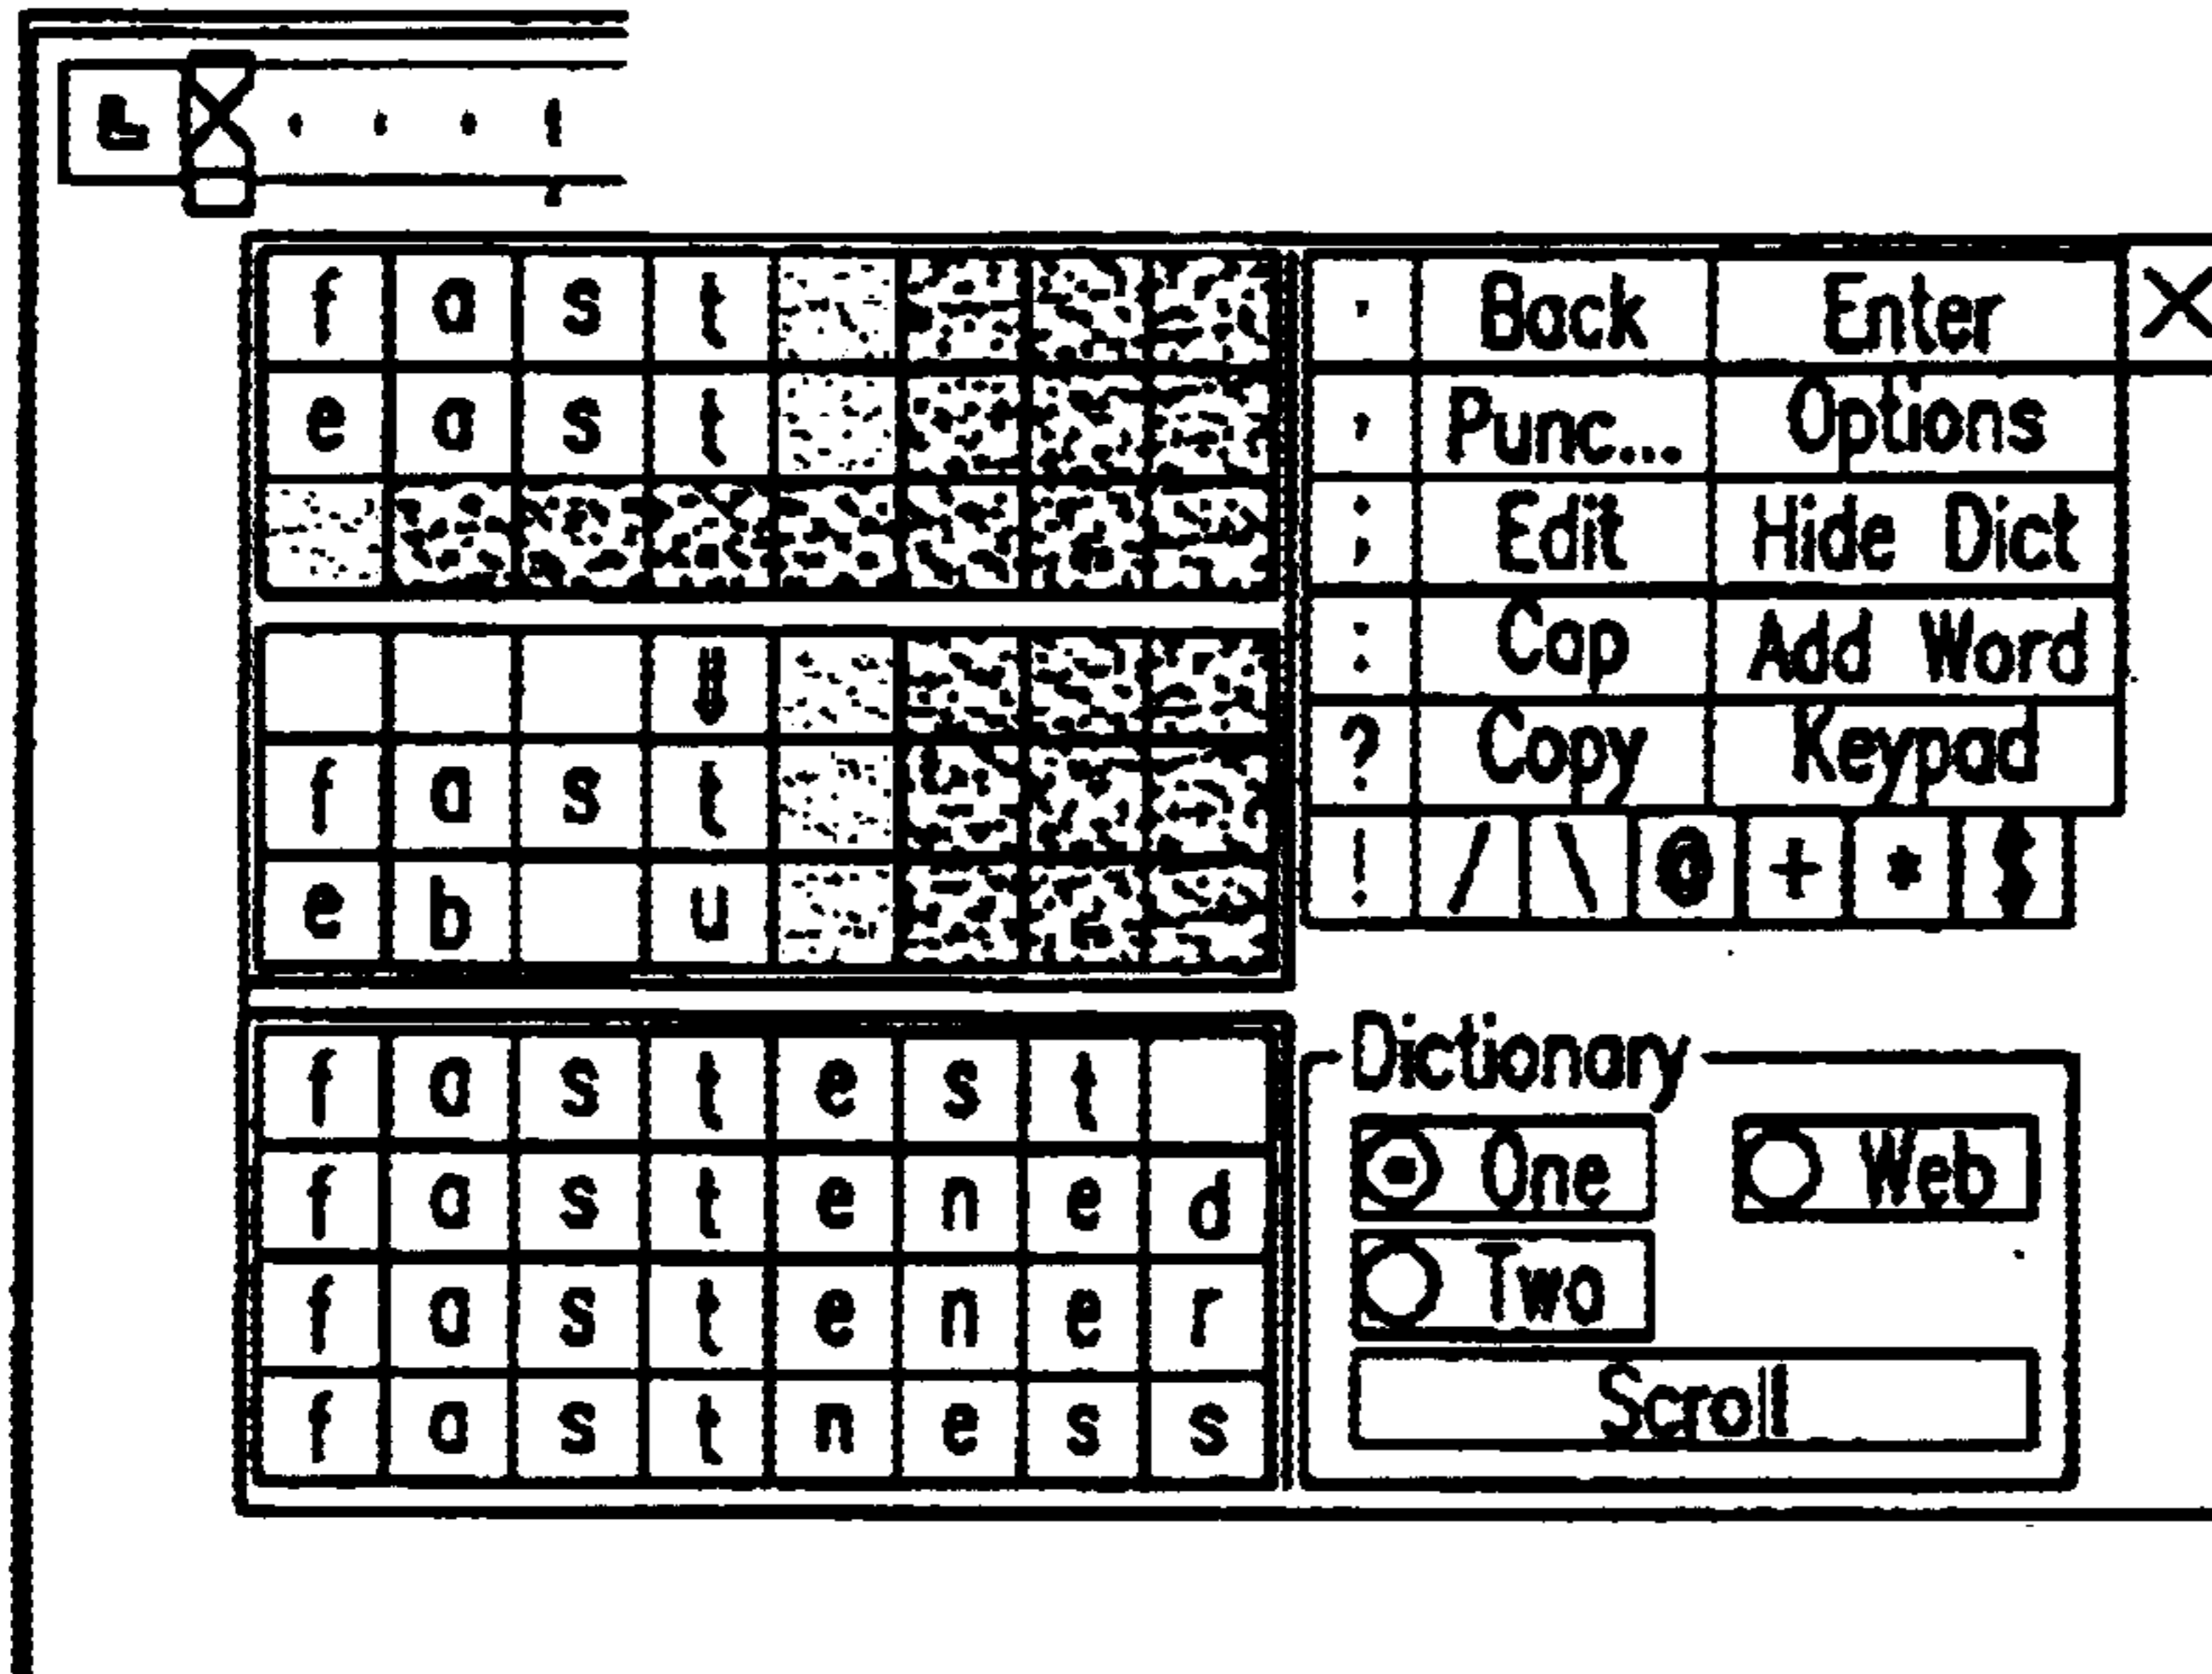 L
f a s t · Back Enter X
e a s t , Punc... Options
; Edit Hide Dict
: Cap Add Word
f a s t ? Copy Keypad
e b u ! / \ @ + *
Dictionary
f a s t e s t
f a s t e n e d One Web
f a s t e n e r Two
f a s t n e s s Scroll